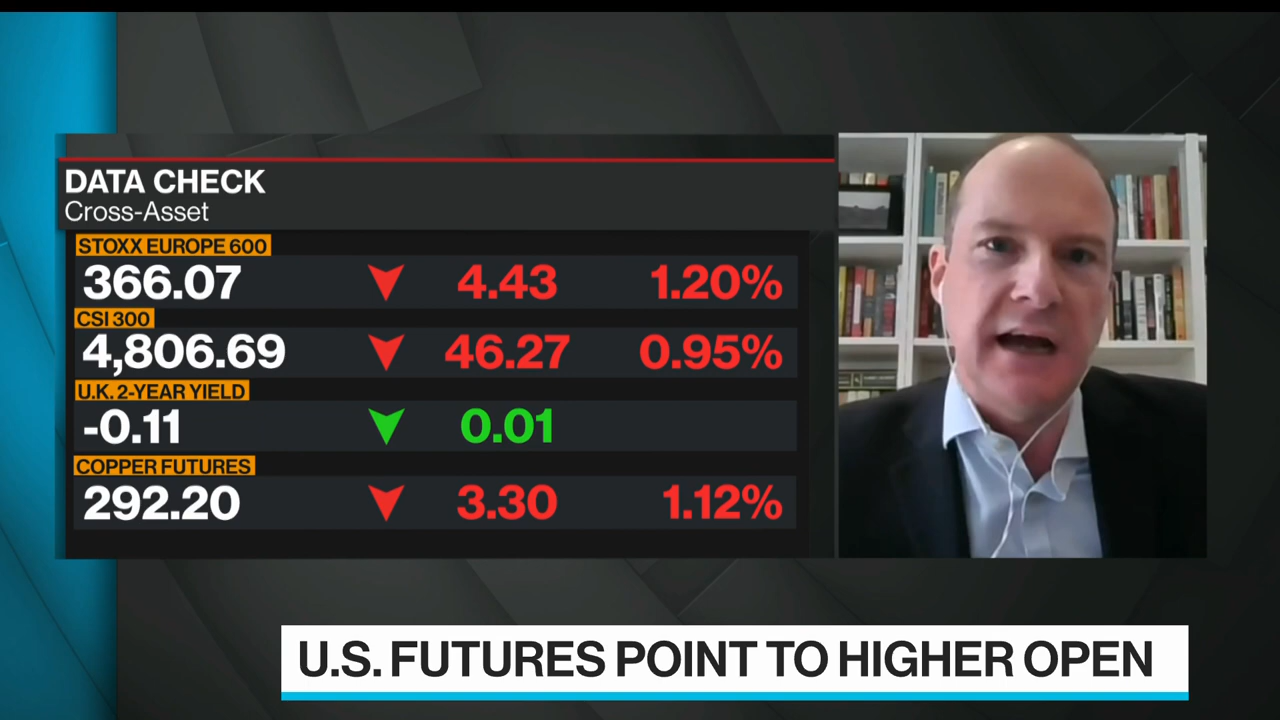 DATA CHECK
Cross-Asset
STOXX EUROPE 600
366.07 4.43 1.20%
CSI 300
4,806.69 46.27 0.95%
U.K. 2-YEAR YIELD
-0.11 0.01
COPPER FUTURES
292.20 3.30 1.12%
U.S. FUTURES POINT TO HIGHER OPEN